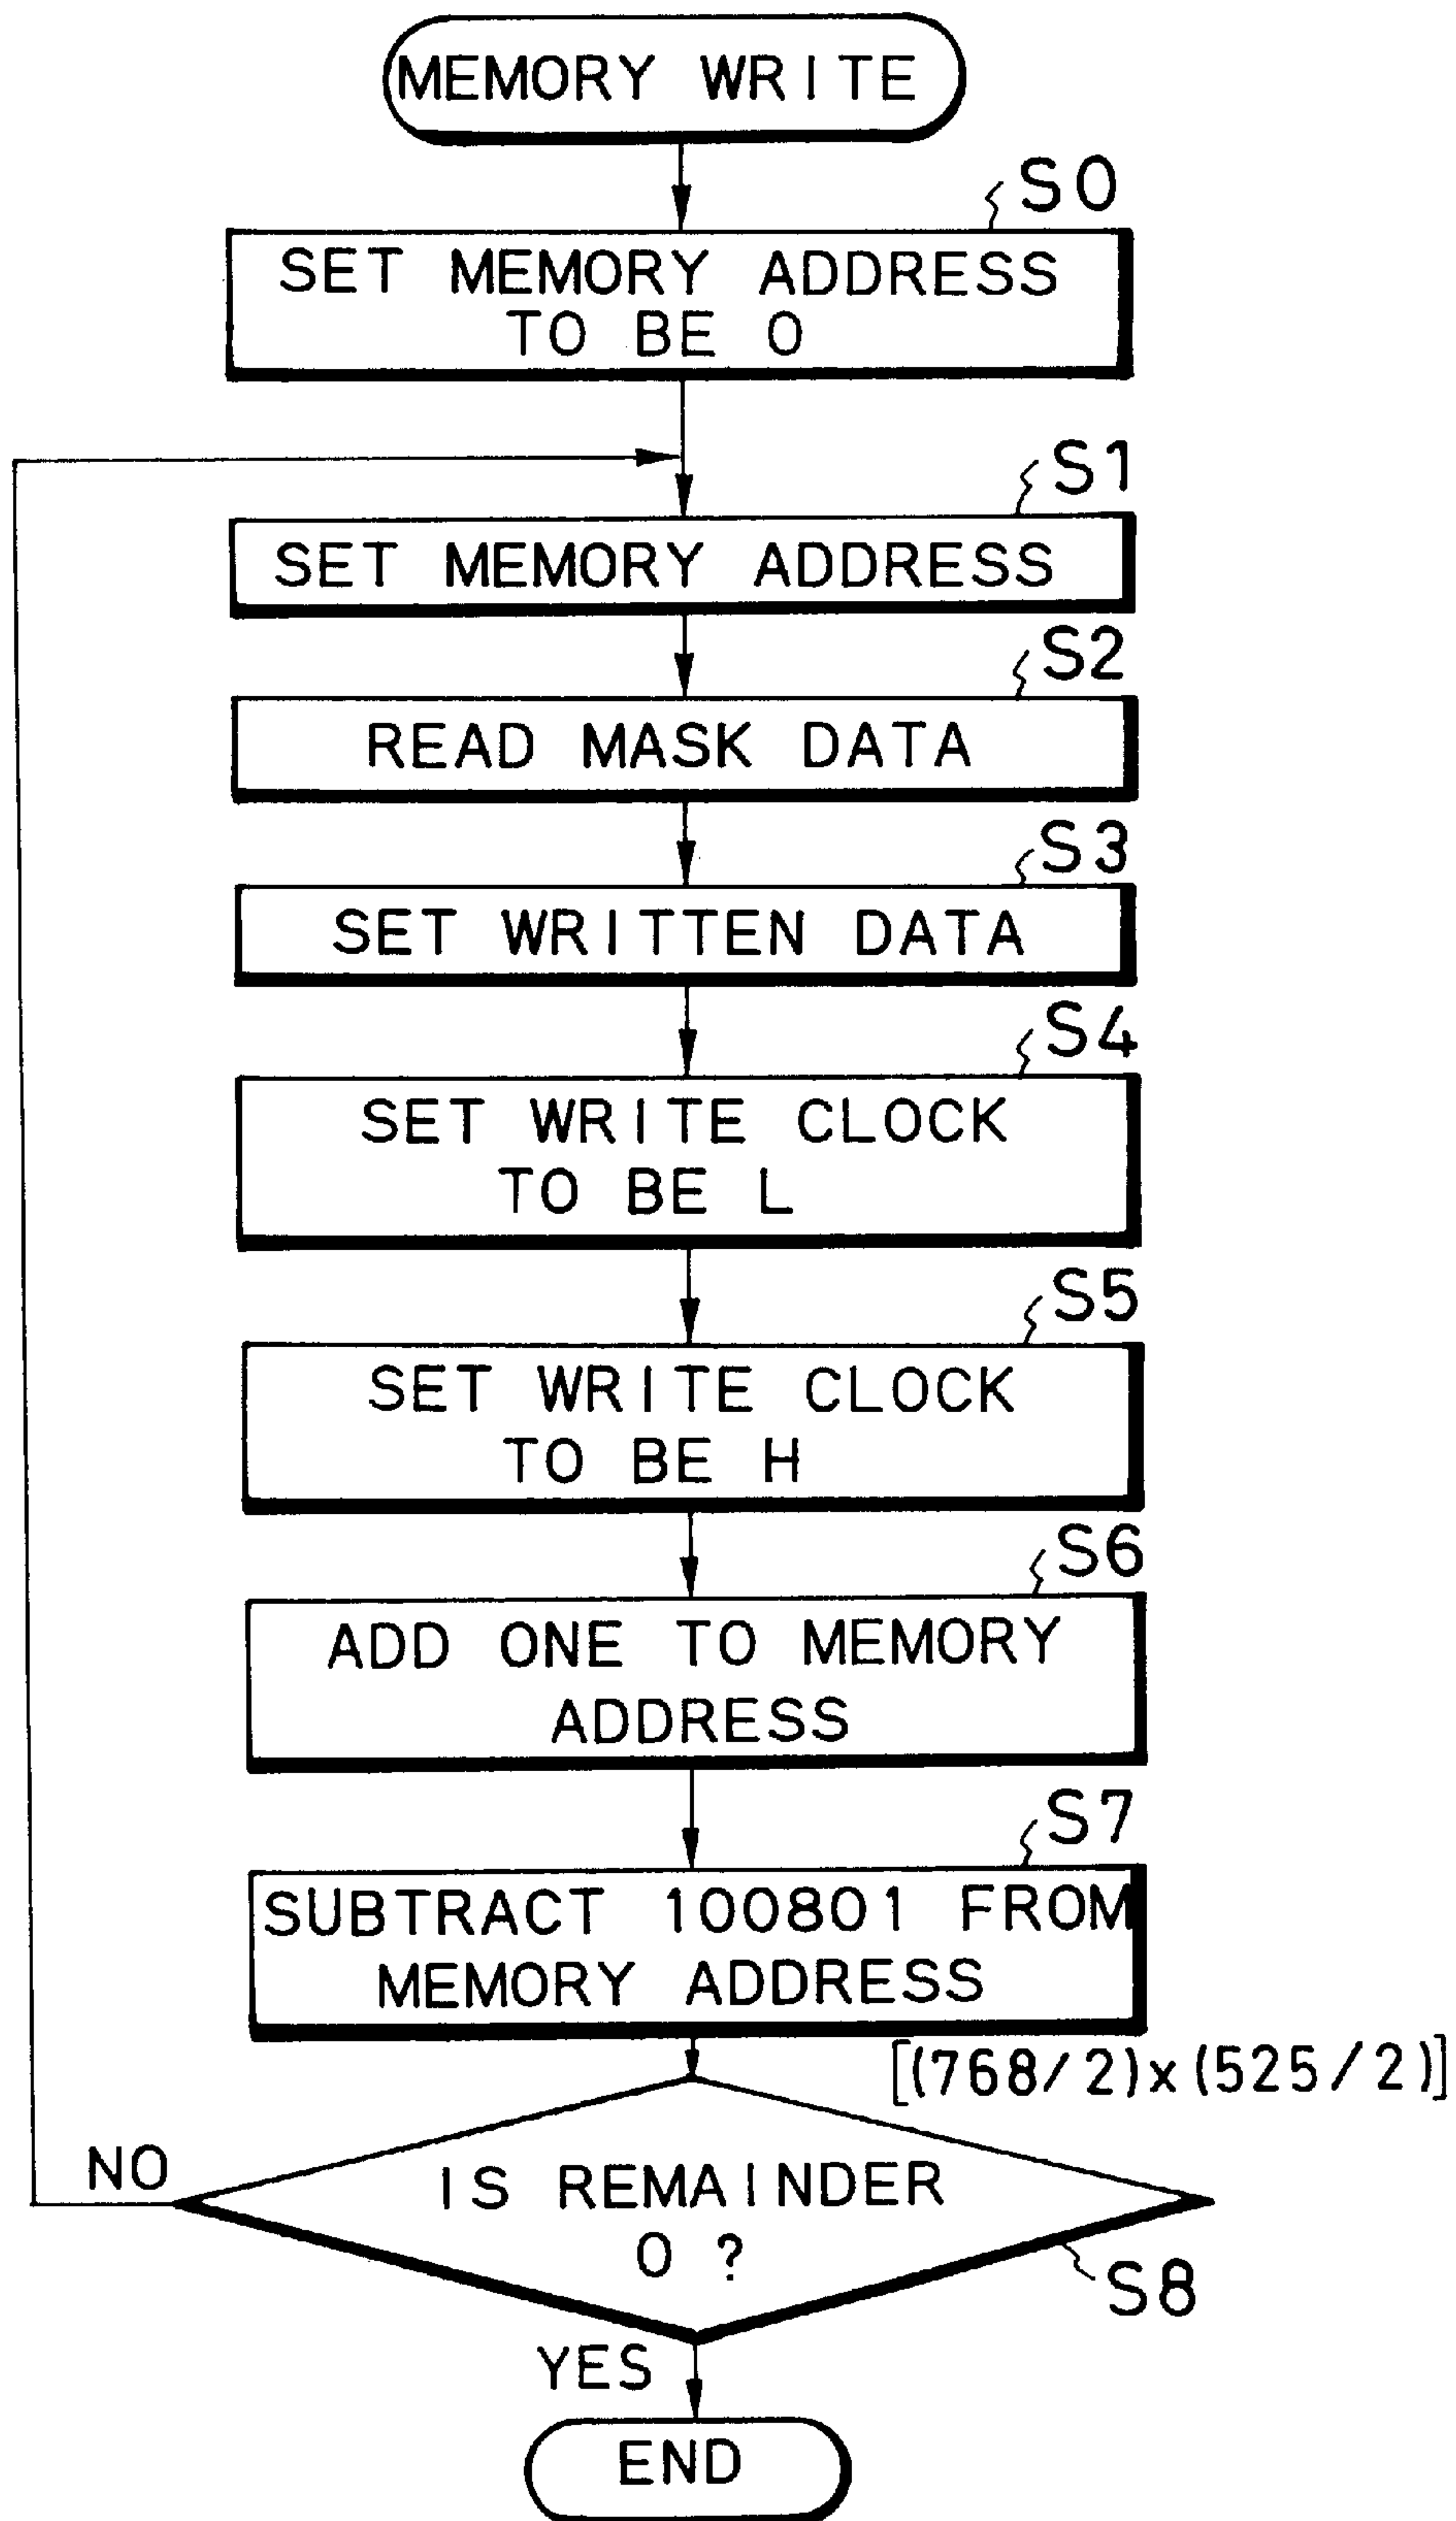 MEMORY WRITE
S0
SET MEMORY ADDRESS
TO BE 0
S1
SET MEMORY ADDRESS
S2
READ MASK DATA
S3
SET WRITTEN DATA
S4
SET WRITE CLOCK
TO BE L
S5
SET WRITE CLOCK
TO BE H
S6
ADD ONE TO MEMORY
ADDRESS
S7
SUBTRACT 100801 FROM
MEMORY ADDRESS
[(768/2)x(525/2)]
NO
IS REMAINDER
0 ?
S8
YES
END